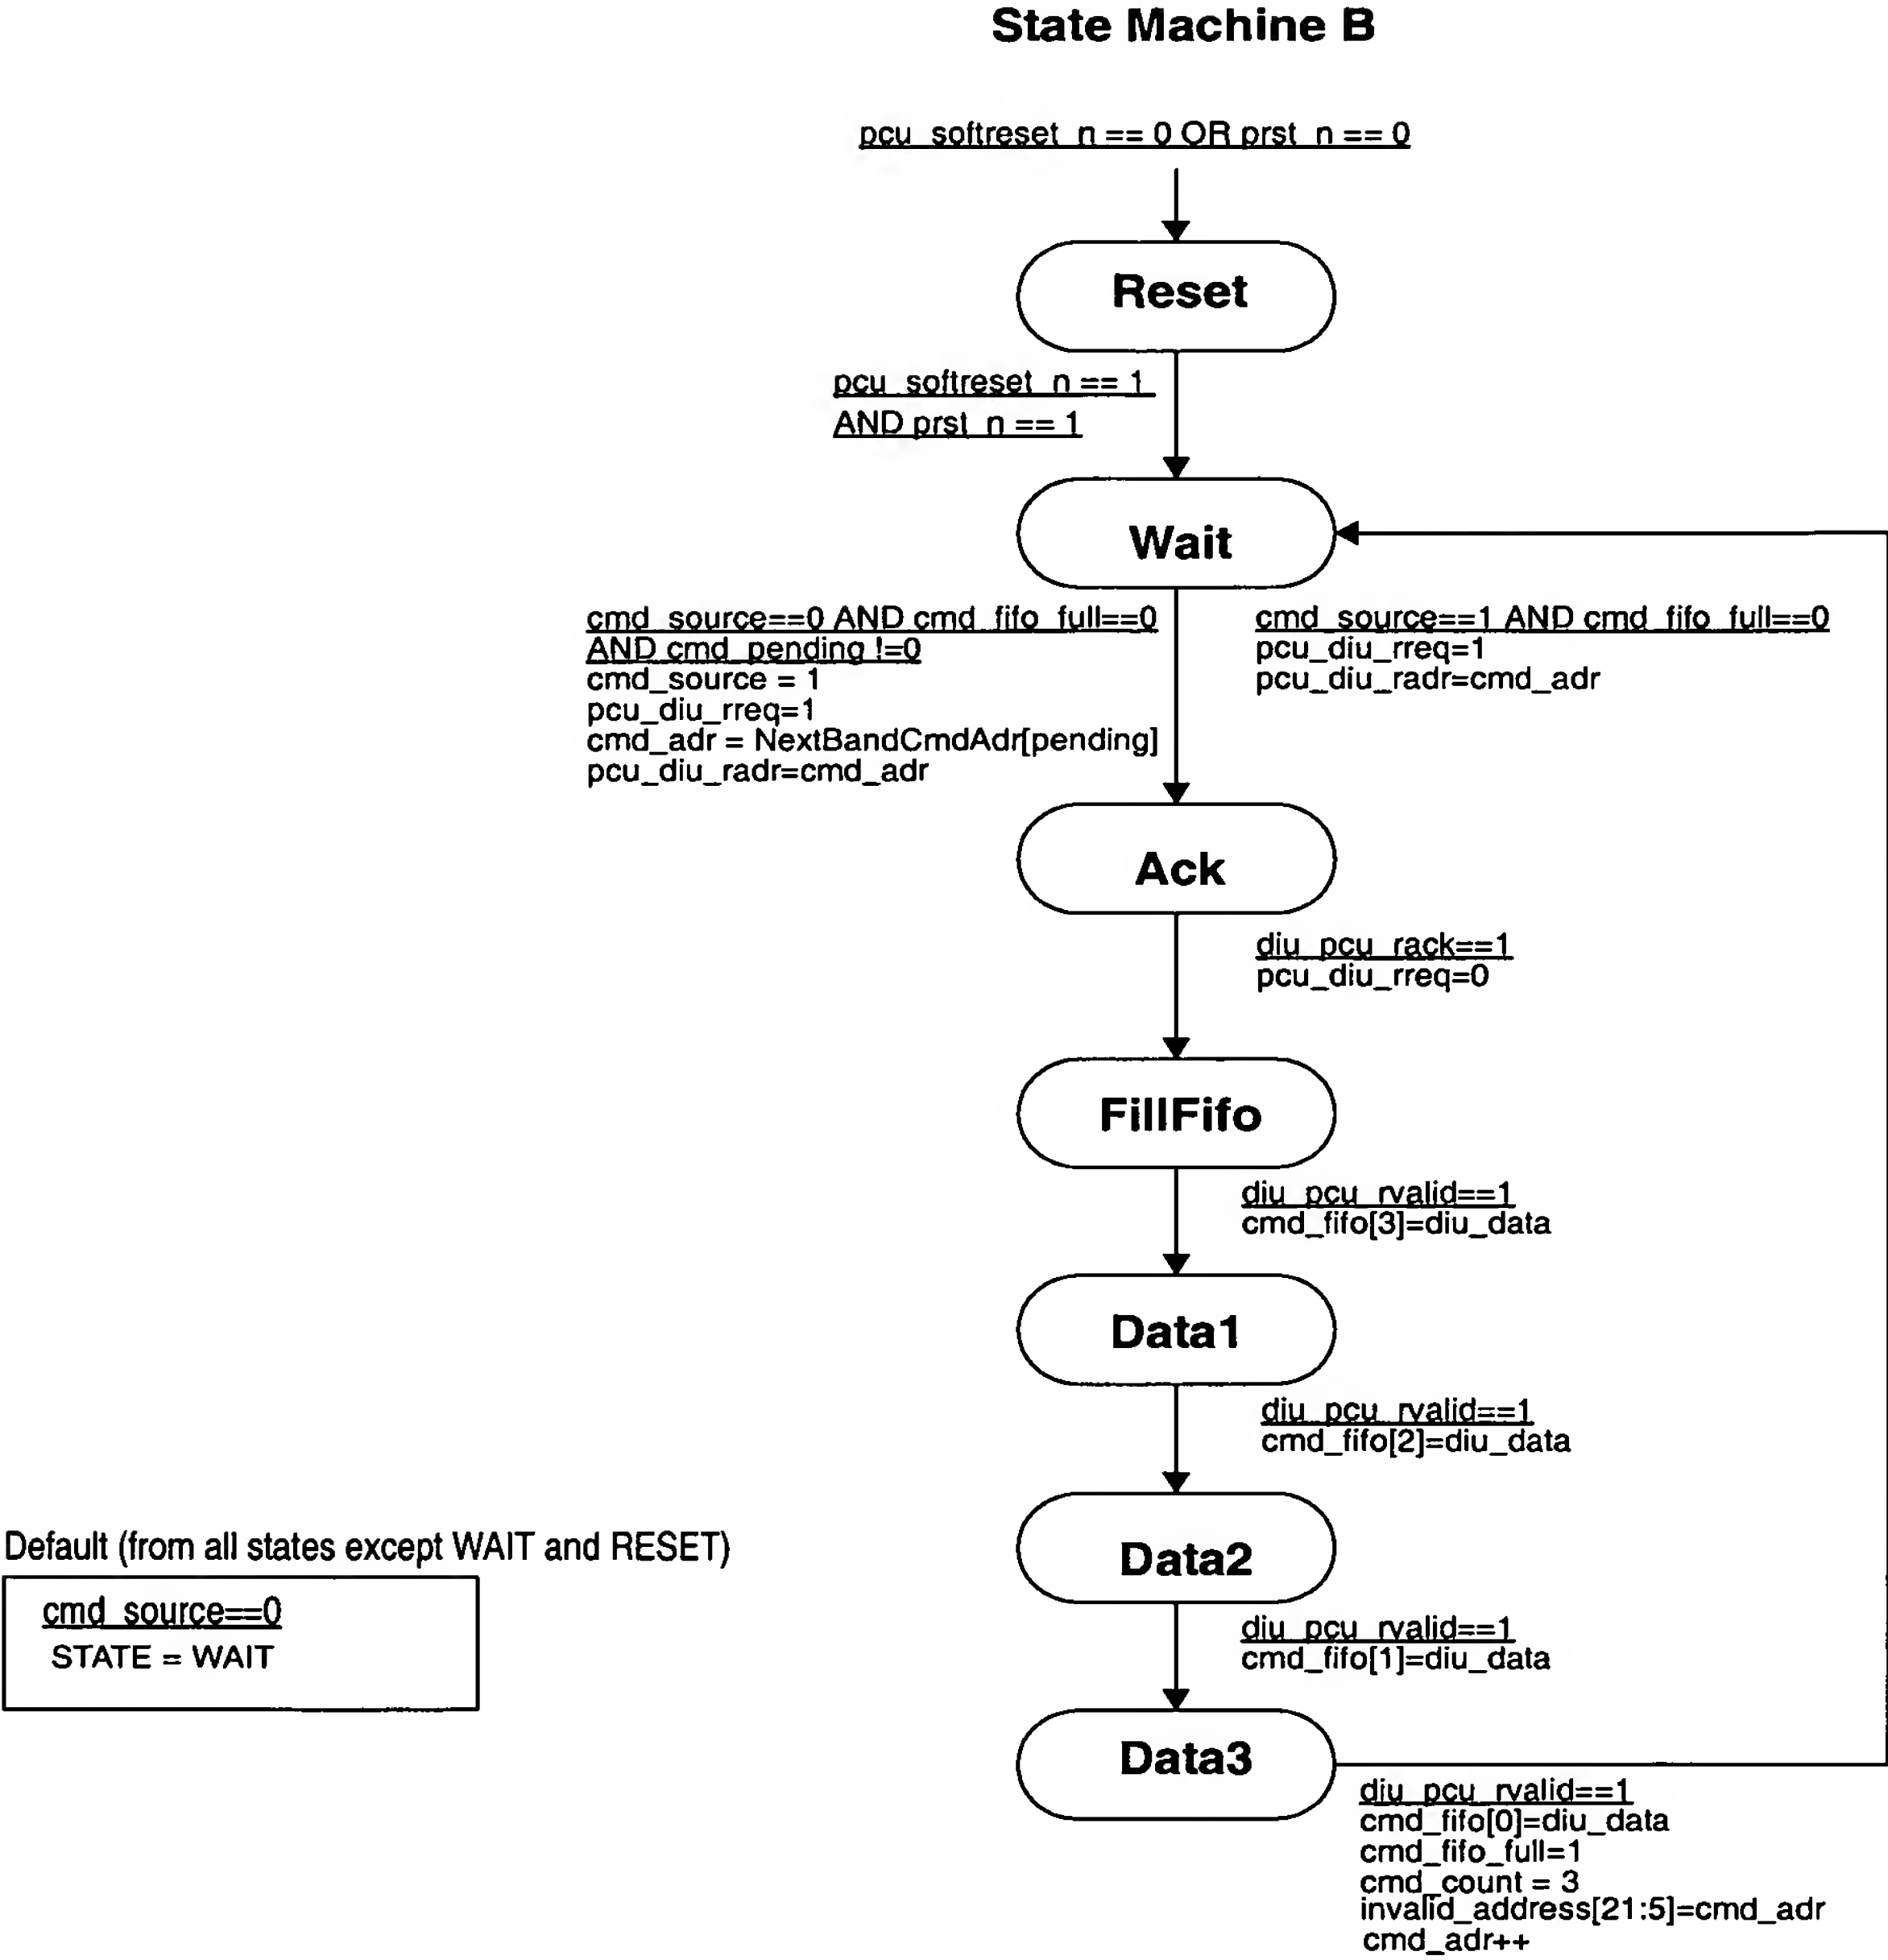 State Machine B
pcu_softreset_n == 0 OR prst_n == 0
Reset
pcu_softreset_n == 1
AND prst_n == 1
Wait
cmd_source==0 AND cmd_fifo_full==0
AND cmd_pending !=0
cmd_source = 1
pcu_diu_rreq=1
cmd_adr = NextBandCmdAdr[pending]
pcu_diu_radr=cmd_adr
cmd_source==1 AND cmd_fifo_full==0
pcu_diu_rreq=1
pcu_diu_radr=cmd_adr
Ack
diu_pcu_rack==1
pcu_diu_rreq=0
FillFifo
diu_pcu_rvalid==1
cmd_fifo[3]=diu_data
Data1
diu_pcu_rvalid==1
cmd_fifo[2]=diu_data
Data2
diu_pcu_rvalid==1
cmd_fifo[1]=diu_data
Data3
diu_pcu_rvalid==1
cmd_fifo[0]=diu_data
cmd_fifo_full=1
cmd_count = 3
invalid_address[21:5]=cmd_adr
cmd_adr++
Default (from all states except WAIT and RESET)
cmd_source==0
STATE = WAIT